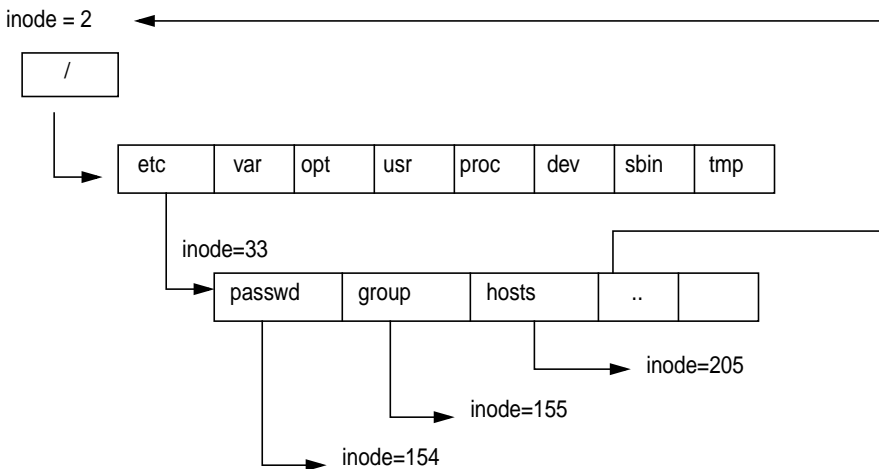 inode = 2
/
etc var opt usr proc dev sbin tmp
inode=33
passwd group hosts ..
inode=205
inode=155
inode=154